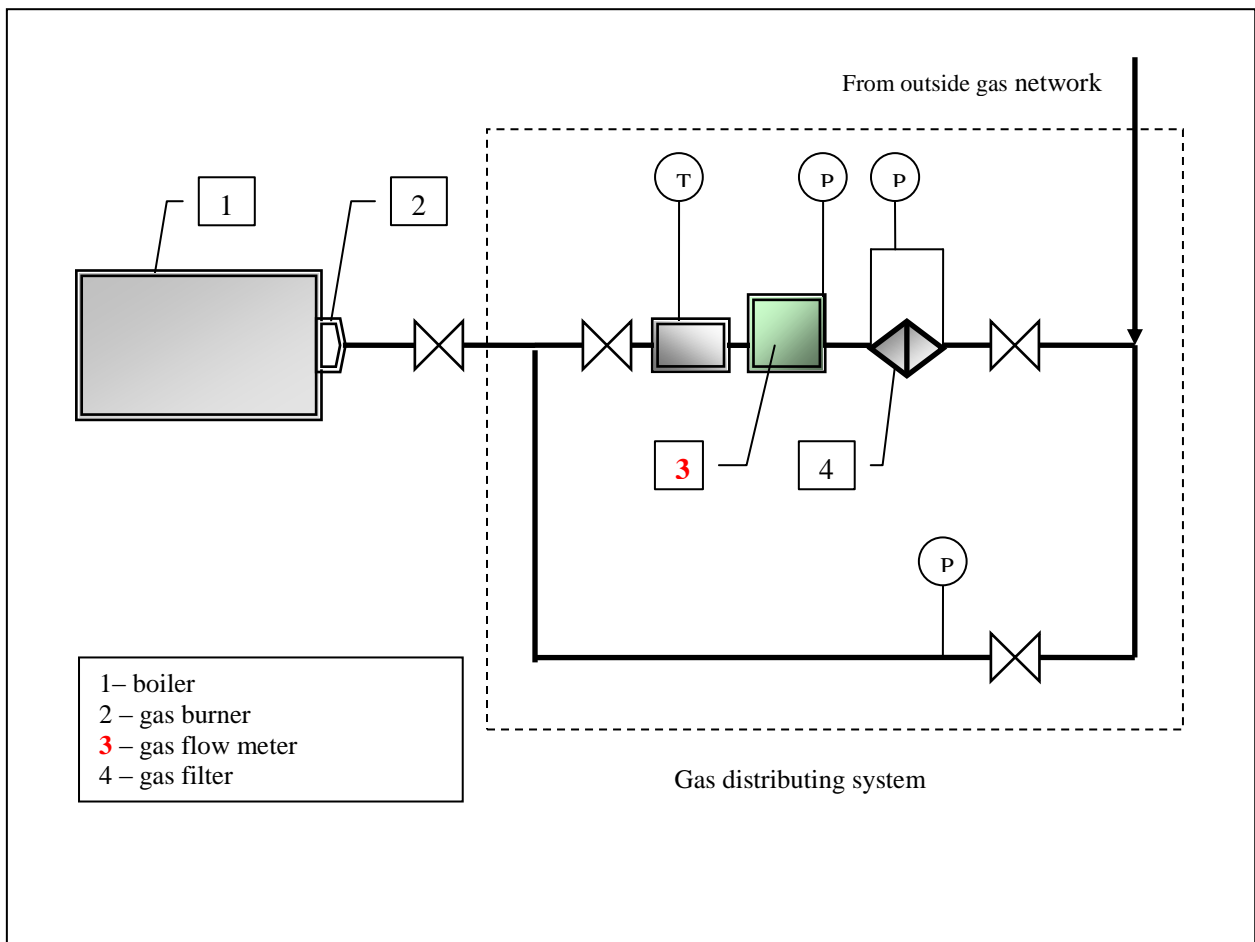 From outside gas network
T
P
P
1
2
3
4
P
1– boiler
2 – gas burner
3 – gas flow meter
4 – gas filter
Gas distributing system